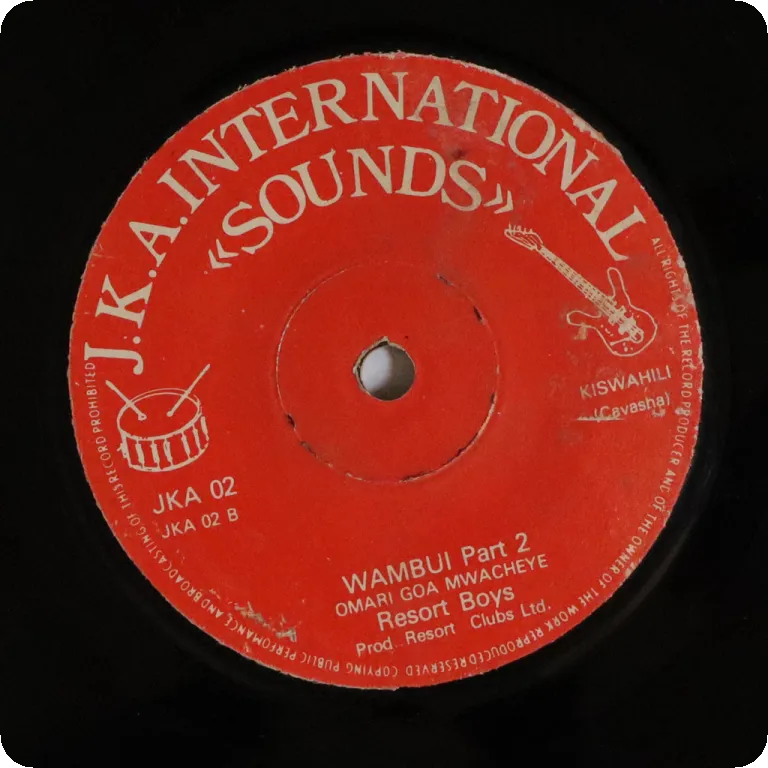 J.K.A.INTERNATIONAL
«SOUNDS»
KISWAHILI
(Cavasha)
JKA 02
JKA 02 B
WAMBUI Part 2
OMARI GOA MWACHEYE
Resort Boys
Prod. Resort Clubs Ltd.
ALL RIGHTS OF THE RECORD PRODUCER AND OF THE OWNER OF THE WORK REPRODUCED RESERVED COPYING PUBLIC PERFOMANCE AND BROADCASTING OF THIS RECORD PROHIBITED